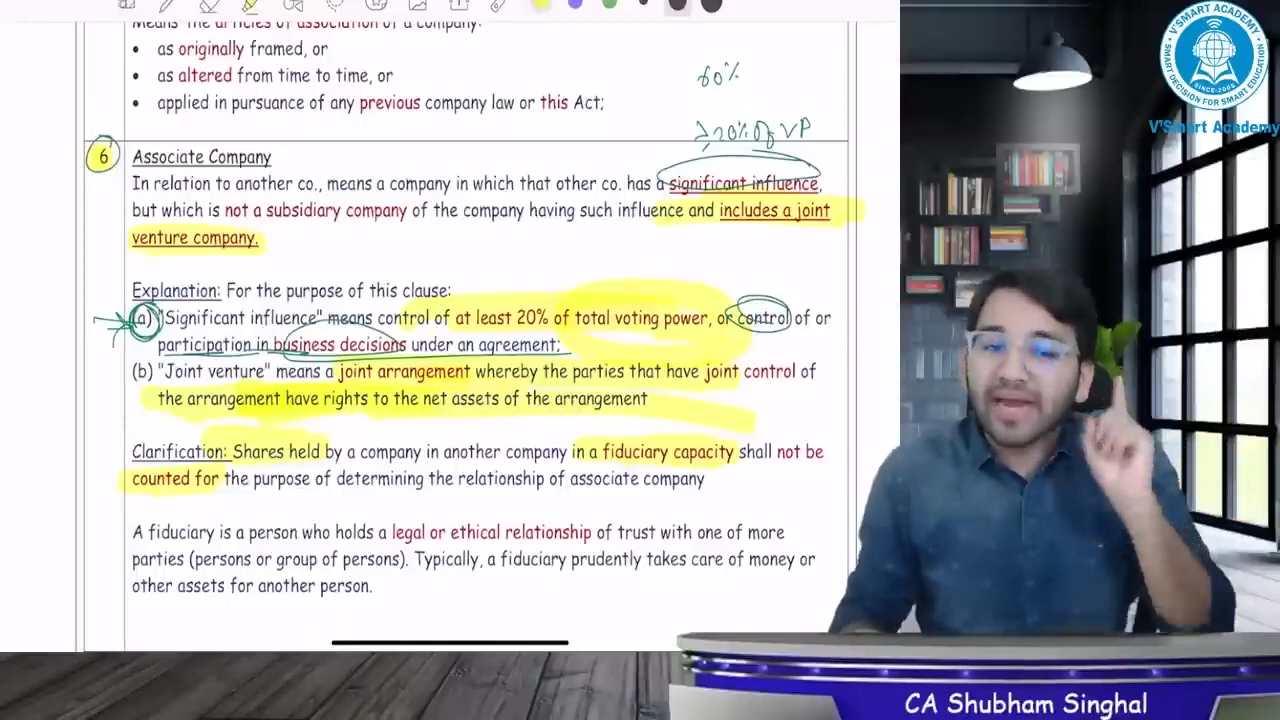 Means the articles of association of a company:
• as originally framed, or
• as altered from time to time, or
• applied in pursuance of any previous company law or this Act;
60%
≥20% of VP
6
Associate Company
In relation to another co., means a company in which that other co. has a significant influence,
but which is not a subsidiary company of the company having such influence and includes a joint
venture company.
Explanation: For the purpose of this clause:
(a) "Significant influence" means control of at least 20% of total voting power, or control of or
participation in business decisions under an agreement;
(b) "Joint venture" means a joint arrangement whereby the parties that have joint control of
the arrangement have rights to the net assets of the arrangement
Clarification: Shares held by a company in another company in a fiduciary capacity shall not be
counted for the purpose of determining the relationship of associate company
A fiduciary is a person who holds a legal or ethical relationship of trust with one of more
parties (persons or group of persons). Typically, a fiduciary prudently takes care of money or
other assets for another person.
V'SMART ACADEMY
SINCE-2005
SMART DECISION FOR SMART EDUCATION
V'Smart Academy
CA Shubham Singhal